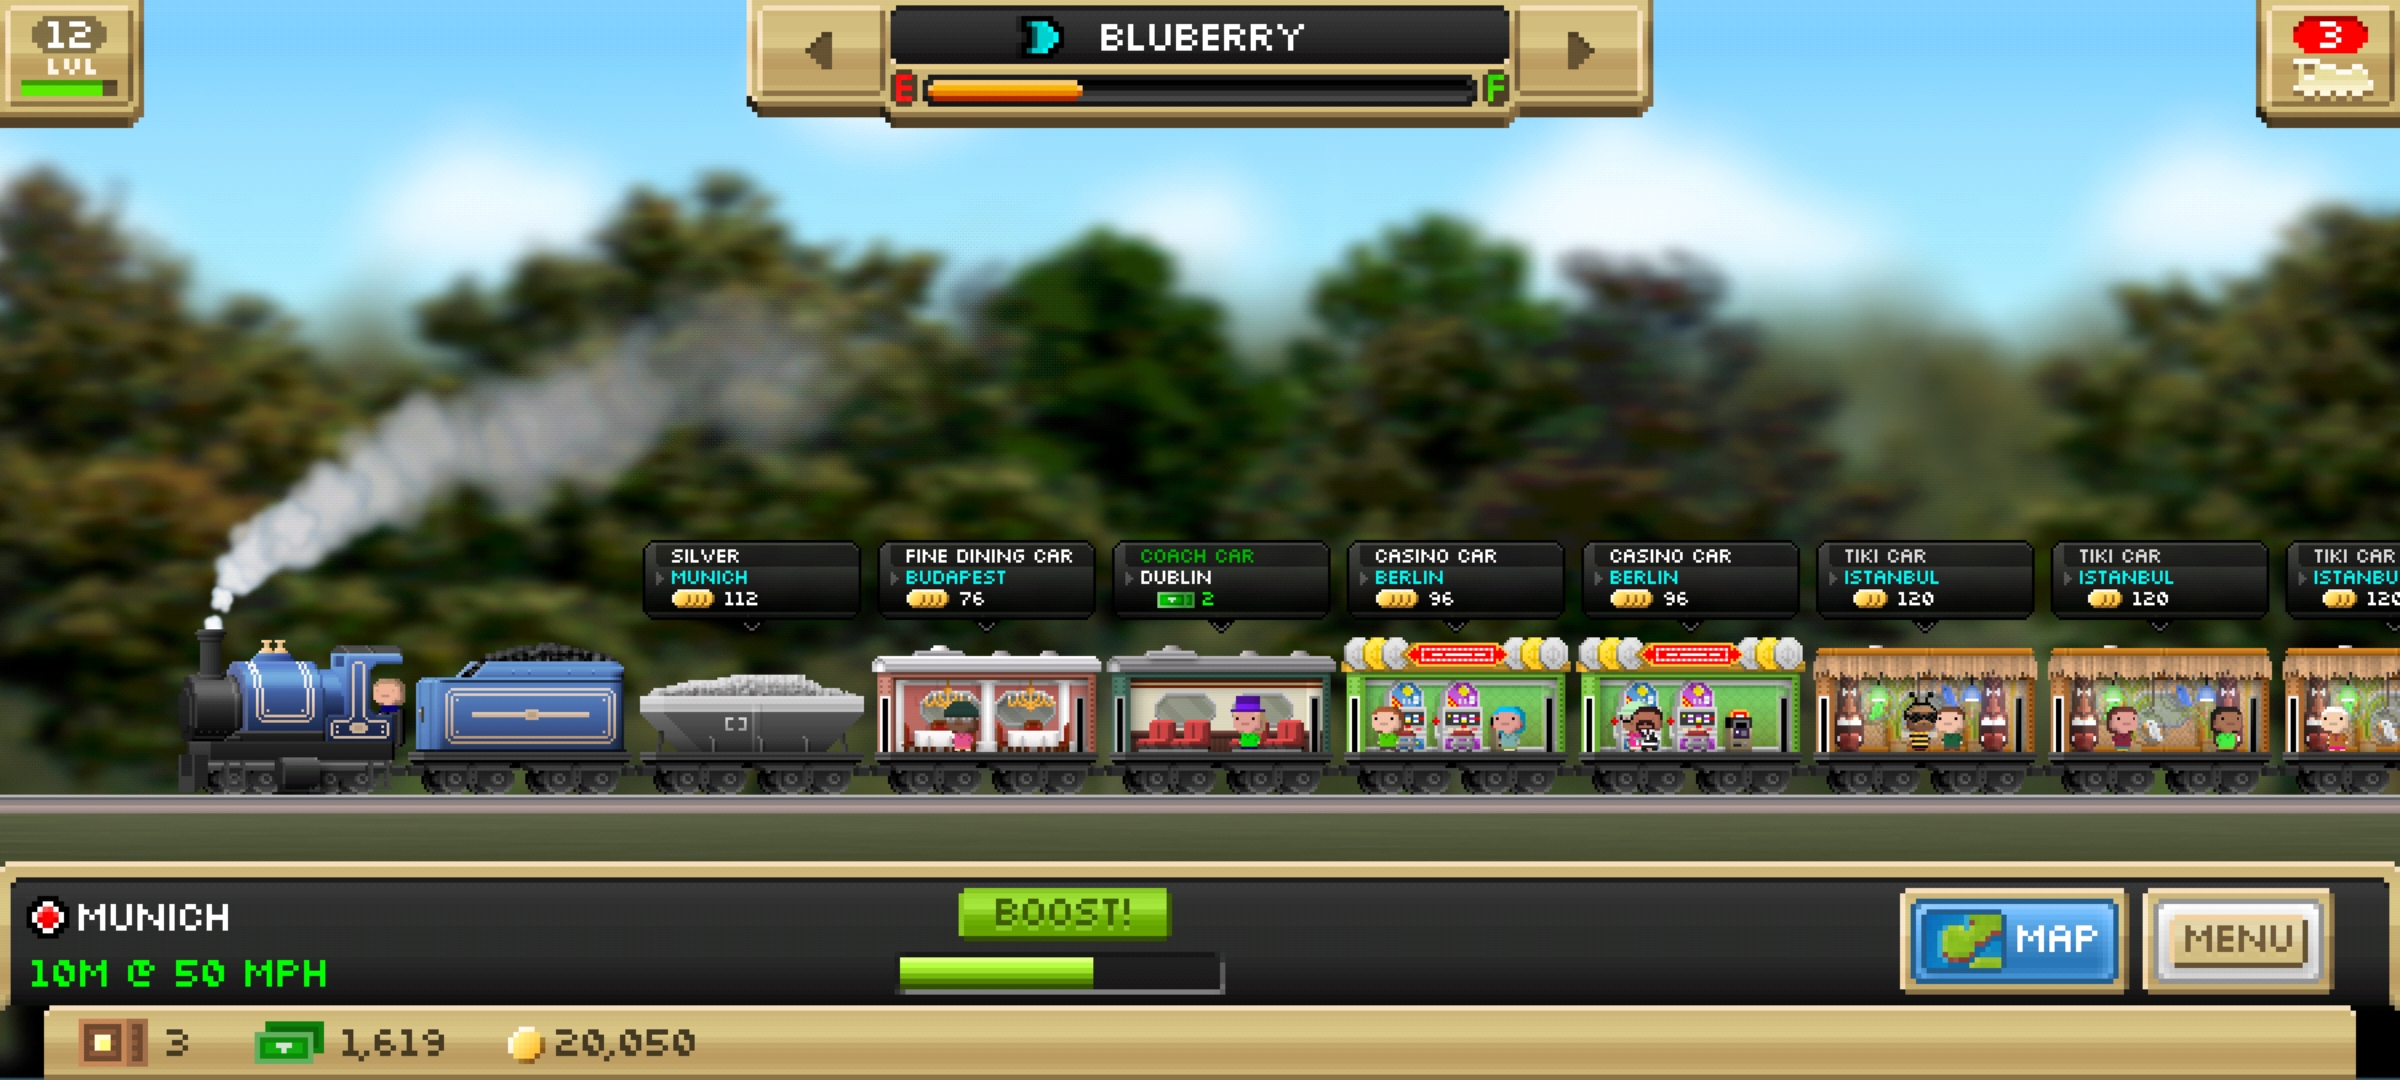 12
LVL
BLUBERRY
E F
3
SILVER
MUNICH
112
FINE DINING CAR
BUDAPEST
76
COACH CAR
DUBLIN
2
CASINO CAR
BERLIN
96
CASINO CAR
BERLIN
96
TIKI CAR
ISTANBUL
120
TIKI CAR
ISTANBUL
120
TIKI CAR
ISTANBU
120
MUNICH
10M @ 50 MPH
BOOST!
MAP
MENU
3
1,619
20,050